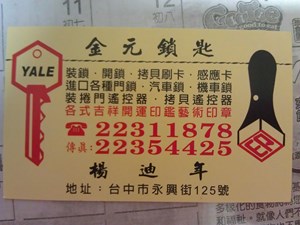 金元鎖匙
YALE
裝鎖·開鎖·拷貝刷卡·感應卡
進口各種門鎖·汽車鎖·機車鎖
裝捲門遙控器·拷貝遙控器
各式吉祥開運印鑑藝術印章
☎22311878
傳真:22354425
楊迪年
地址:台中市永興街125號